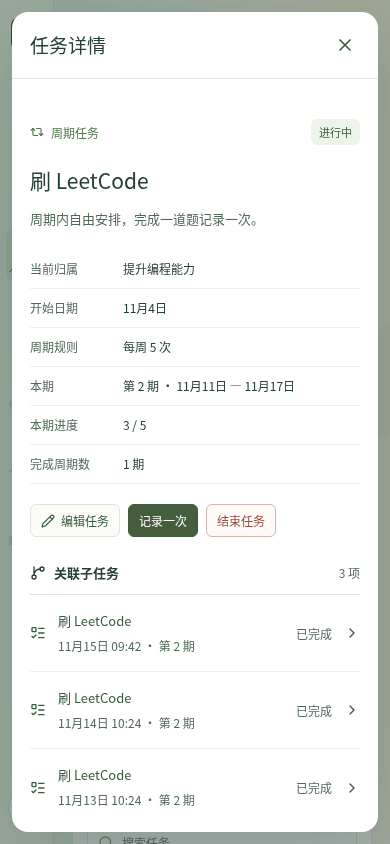 任务详情
周期任务
进行中
刷 LeetCode
周期内自由安排，完成一道题记录一次。
当前归属 提升编程能力
开始日期 11月4日
周期规则 每周 5 次
本期 第 2 期 · 11月11日 — 11月17日
本期进度 3 / 5
完成周期数 1 期
编辑任务 记录一次 结束任务
关联子任务 3 项
刷 LeetCode
11月15日 09:42 · 第 2 期
已完成
刷 LeetCode
11月14日 10:24 · 第 2 期
已完成
刷 LeetCode
11月13日 10:24 · 第 2 期
已完成
搜索任务